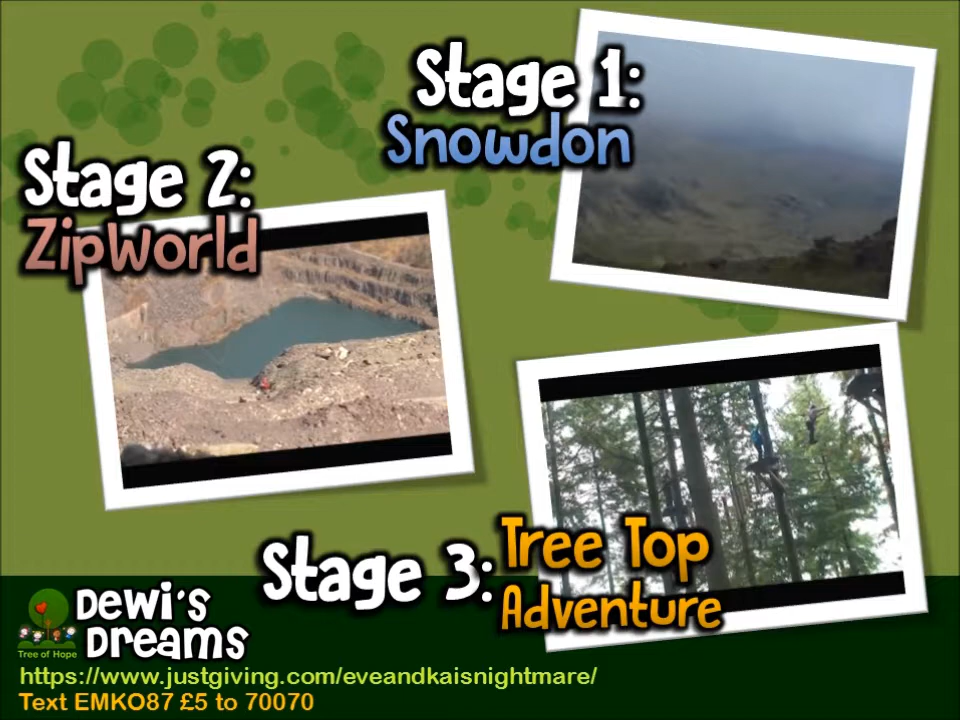 Stage 1:
Snowdon
Stage 2:
ZipWorld
Stage 3:
Tree Top
Adventure
Tree of Hope
Dewi's
Dreams
https://www.justgiving.com/eveandkaisnightmare/
Text EMKO87 £5 to 70070